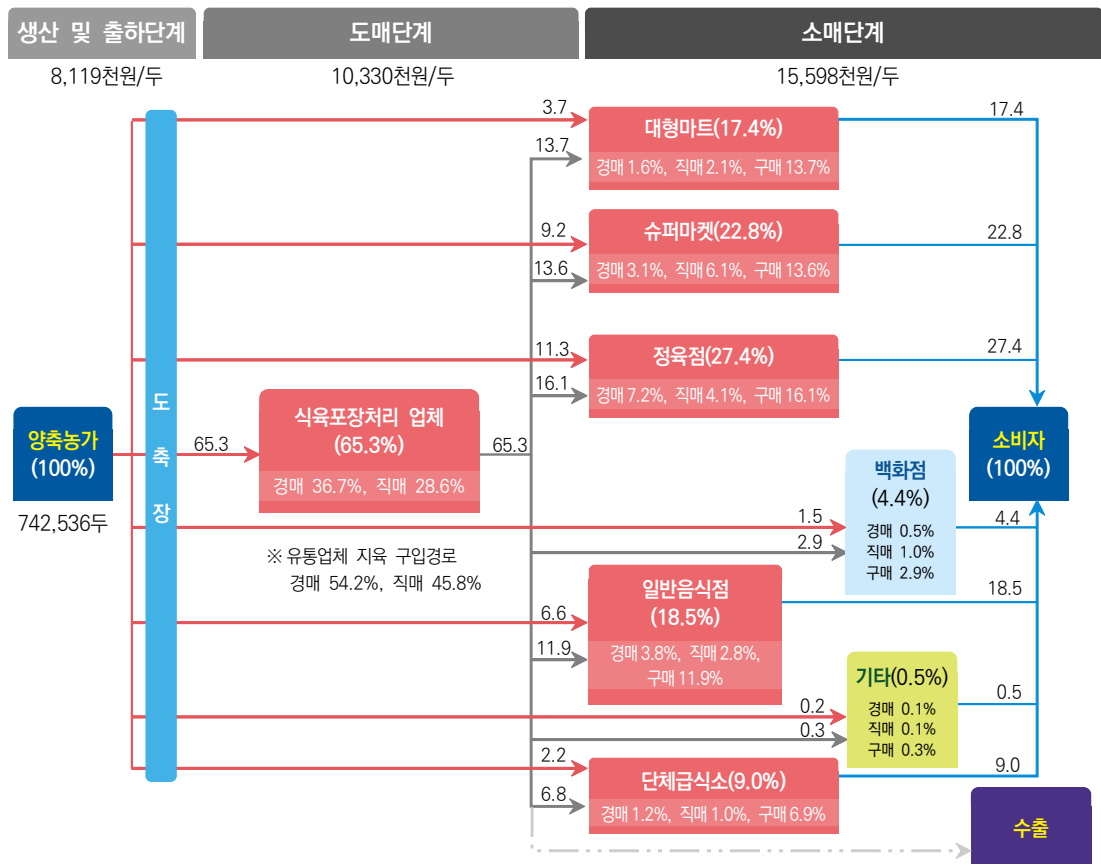 생산 및 출하단계
도매단계
소매단계
8,119천원/두
10,330천원/두
15,598천원/두
3.7
대형마트(17.4%)
17.4
13.7
경매 1.6%, 직매 2.1%, 구매 13.7%
9.2
슈퍼마켓(22.8%)
22.8
13.6
경매 3.1%, 직매 6.1%, 구매 13.6%
11.3
정육점(27.4%)
27.4
16.1
경매 7.2%, 직매 4.1%, 구매 16.1%
도
축
장
양축농가
(100%)
742,536두
65.3
식육포장처리 업체
(65.3%)
경매 36.7%, 직매 28.6%
65.3
소비자
(100%)
백화점
(4.4%)
경매 0.5%
직매 1.0%
구매 2.9%
1.5
2.9
4.4
※ 유통업체 지육 구입경로
경매 54.2%, 직매 45.8%
6.6
일반음식점
(18.5%)
18.5
11.9
경매 3.8%, 직매 2.8%,
구매 11.9%
기타(0.5%)
경매 0.1%
직매 0.1%
구매 0.3%
0.2
0.3
0.5
2.2
단체급식소(9.0%)
9.0
6.8
경매 1.2%, 직매 1.0%, 구매 6.9%
수출